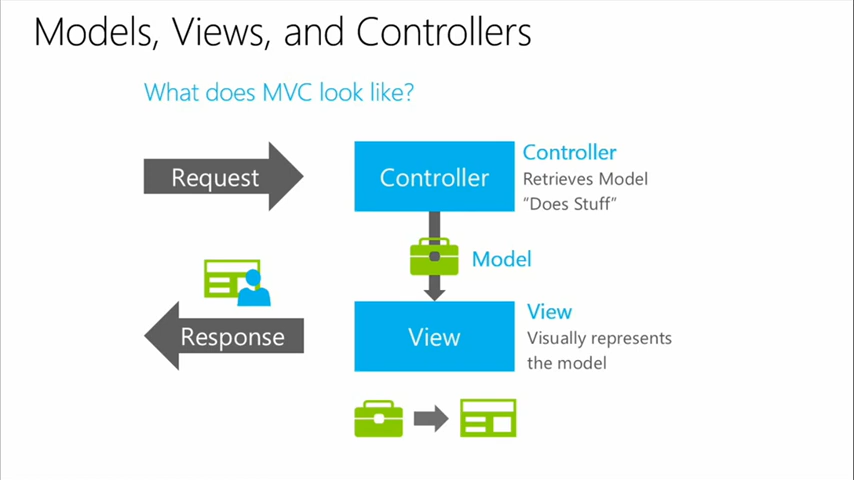 Models, Views, and Controllers
What does MVC look like?
Request
Controller
Controller
Retrieves Model
“Does Stuff”
Model
Response
View
View
Visually represents
the model